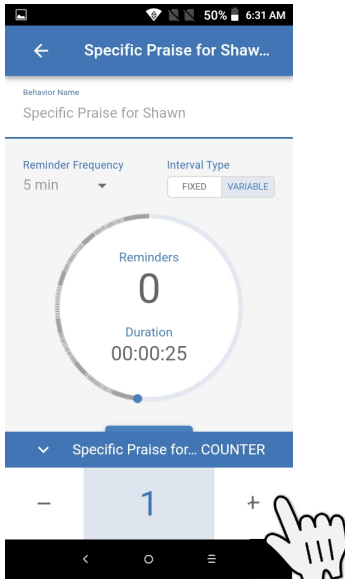 50% 6:31 AM
Specific Praise for Shaw...
Behavior Name
Specific Praise for Shawn
Reminder Frequency
Interval Type
5 min
FIXED
VARIABLE
Reminders
0
Duration
00:00:25
Specific Praise for... COUNTER
− 1 +